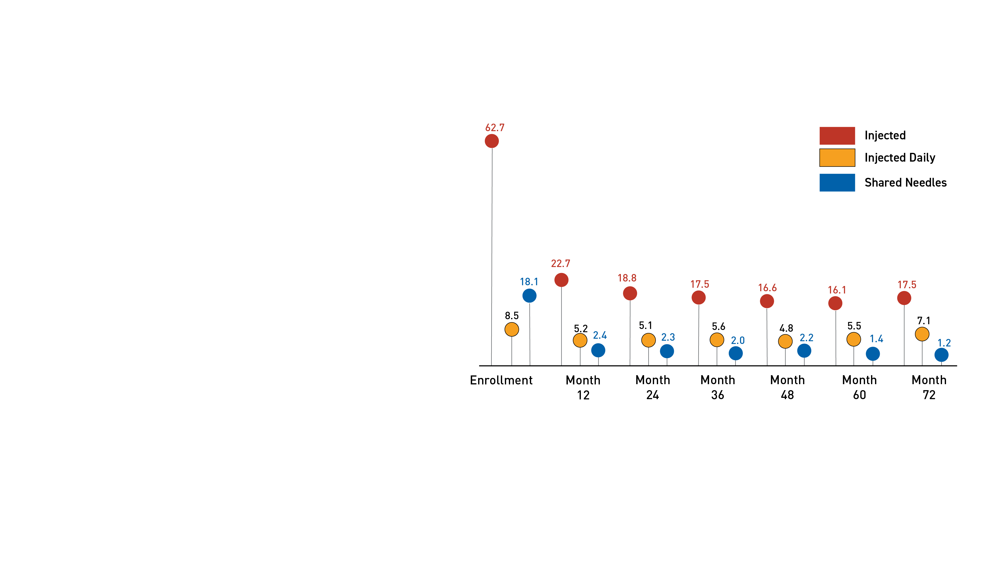 62.7
8.5
18.1
22.7
5.2
2.4
18.8
5.1
2.3
17.5
5.6
2.0
16.6
4.8
2.2
16.1
5.5
1.4
17.5
7.1
1.2
Injected
Injected Daily
Shared Needles
Enrollment
Month
12
Month
24
Month
36
Month
48
Month
60
Month
72